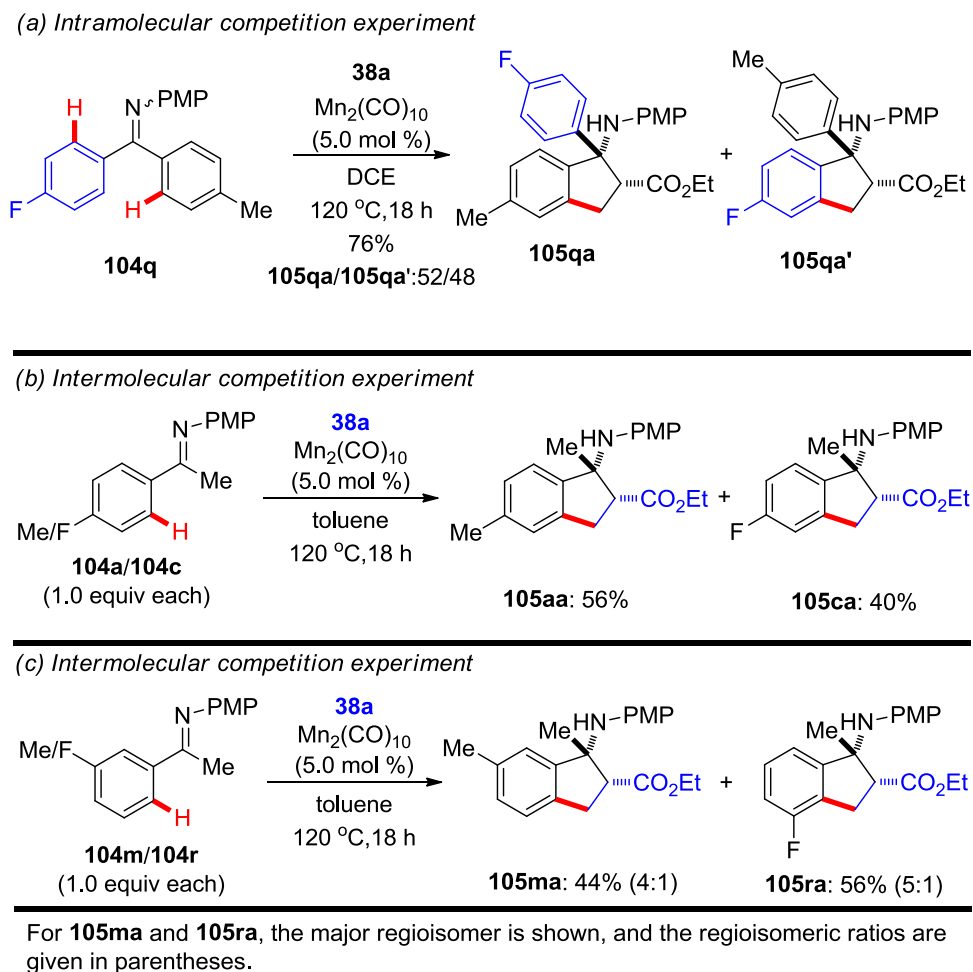 (a) Intramolecular competition experiment
38a
Mn2(CO)10
(5.0 mol %)
DCE
120 °C,18 h
76%
105qa/105qa':52/48
H
N
PMP
F
H
Me
104q
F
HN
PMP
CO2Et
Me
105qa
+
Me
HN
PMP
CO2Et
F
105qa'
(b) Intermolecular competition experiment
N
PMP
Me
Me/F
H
104a/104c
(1.0 equiv each)
38a
Mn2(CO)10
(5.0 mol %)
toluene
120 °C,18 h
Me
HN
PMP
CO2Et
Me
105aa: 56%
+
Me
HN
PMP
CO2Et
F
105ca: 40%
(c) Intermolecular competition experiment
N
PMP
Me/F
Me
H
104m/104r
(1.0 equiv each)
38a
Mn2(CO)10
(5.0 mol %)
toluene
120 °C,18 h
Me
Me
HN
PMP
CO2Et
105ma: 44% (4:1)
+
Me
HN
PMP
CO2Et
F
105ra: 56% (5:1)
For 105ma and 105ra, the major regioisomer is shown, and the regioisomeric ratios are
given in parentheses.